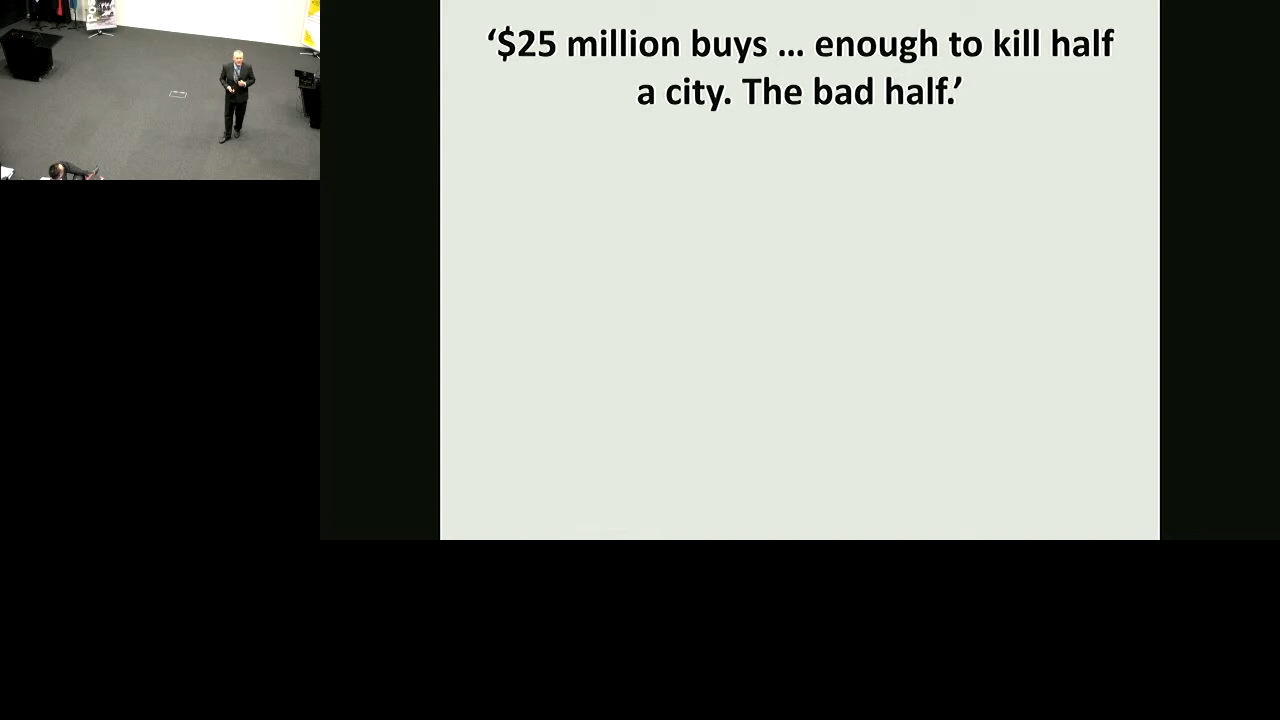 ‘$25 million buys ... enough to kill half
a city. The bad half.’